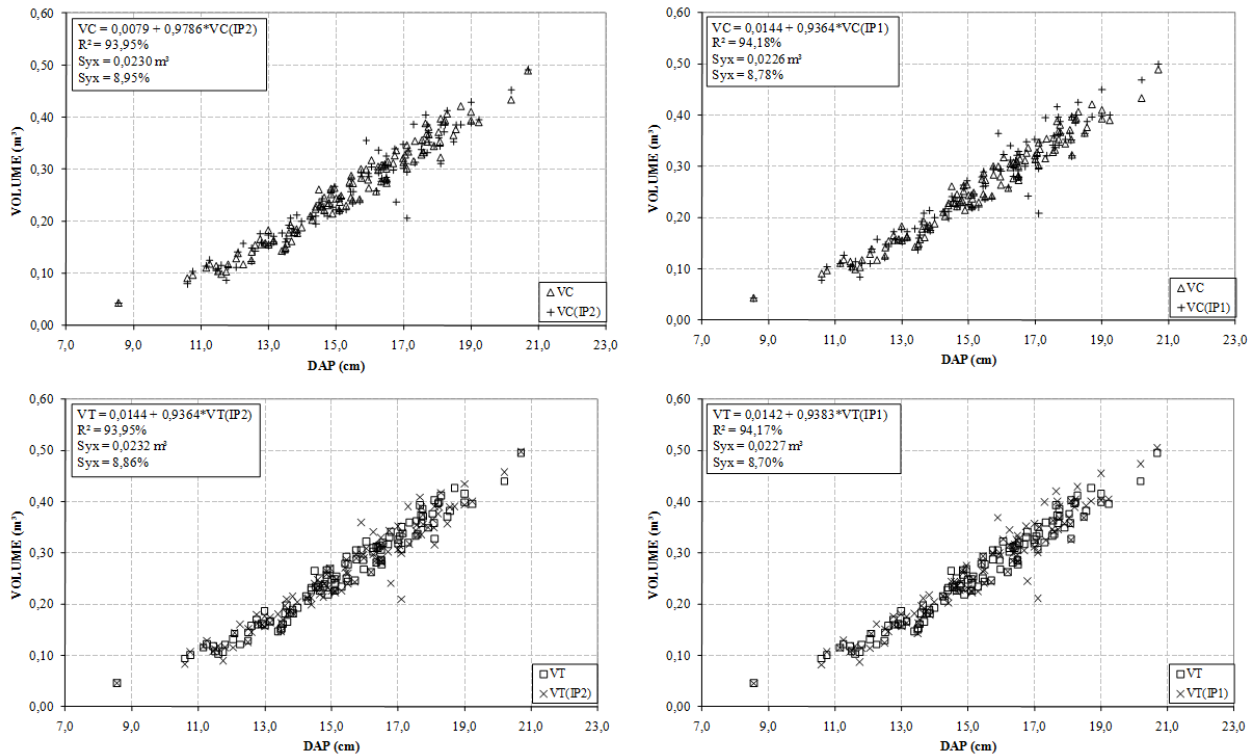 VC = 0,0079 + 0,9786*VC(IP2)
R² = 93,95%
Syx = 0,0230 m³
Syx = 8,95%
0,60
0,50
0,40
0,30
0,20
0,10
0,00
VOLUME (m³)
7,0 9,0 11,0 13,0 15,0 17,0 19,0 21,0 23,0
DAP (cm)
VC
VC(IP2)
VC = 0,0144 + 0,9364*VC(IP1)
R² = 94,18%
Syx = 0,0226 m³
Syx = 8,78%
0,60
0,50
0,40
0,30
0,20
0,10
0,00
VOLUME (m³)
7,0 9,0 11,0 13,0 15,0 17,0 19,0 21,0 23,0
DAP (cm)
VC
VC(IP1)
VT = 0,0144 + 0,9364*VT(IP2)
R² = 93,95%
Syx = 0,0232 m³
Syx = 8,86%
0,60
0,50
0,40
0,30
0,20
0,10
0,00
VOLUME (m³)
7,0 9,0 11,0 13,0 15,0 17,0 19,0 21,0 23,0
DAP (cm)
VT
VT(IP2)
VT = 0,0142 + 0,9383*VT(IP1)
R² = 94,17%
Syx = 0,0227 m³
Syx = 8,70%
0,60
0,50
0,40
0,30
0,20
0,10
0,00
VOLUME (m³)
7,0 9,0 11,0 13,0 15,0 17,0 19,0 21,0 23,0
DAP (cm)
VT
VT(IP1)